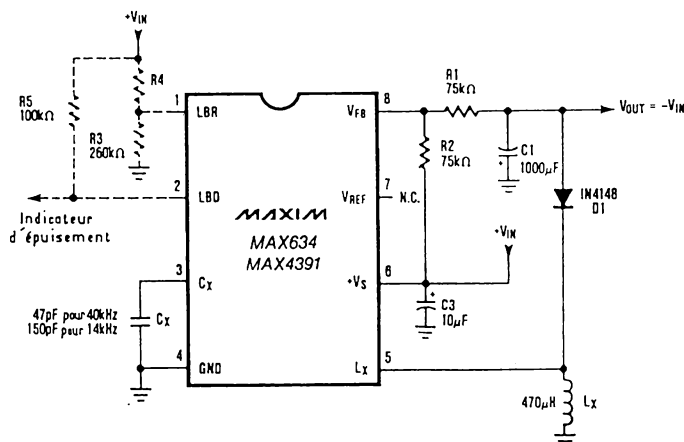 +VIN
R4
R5
100kΩ
1
LBR
R3
260kΩ
2
LBD
Indicateur
d'épuisement
3
CX
47pF pour 40kHz
150pF pour 14kHz
CX
4
GND
MAXIM
MAX634
MAX4391
VFB
8
R1
75kΩ
VOUT = -VIN
R2
75kΩ
+
C1
1000µF
VREF
7
N.C.
IN4148
D1
+VIN
+VS
6
+
C3
10µF
LX
5
470µH
LX